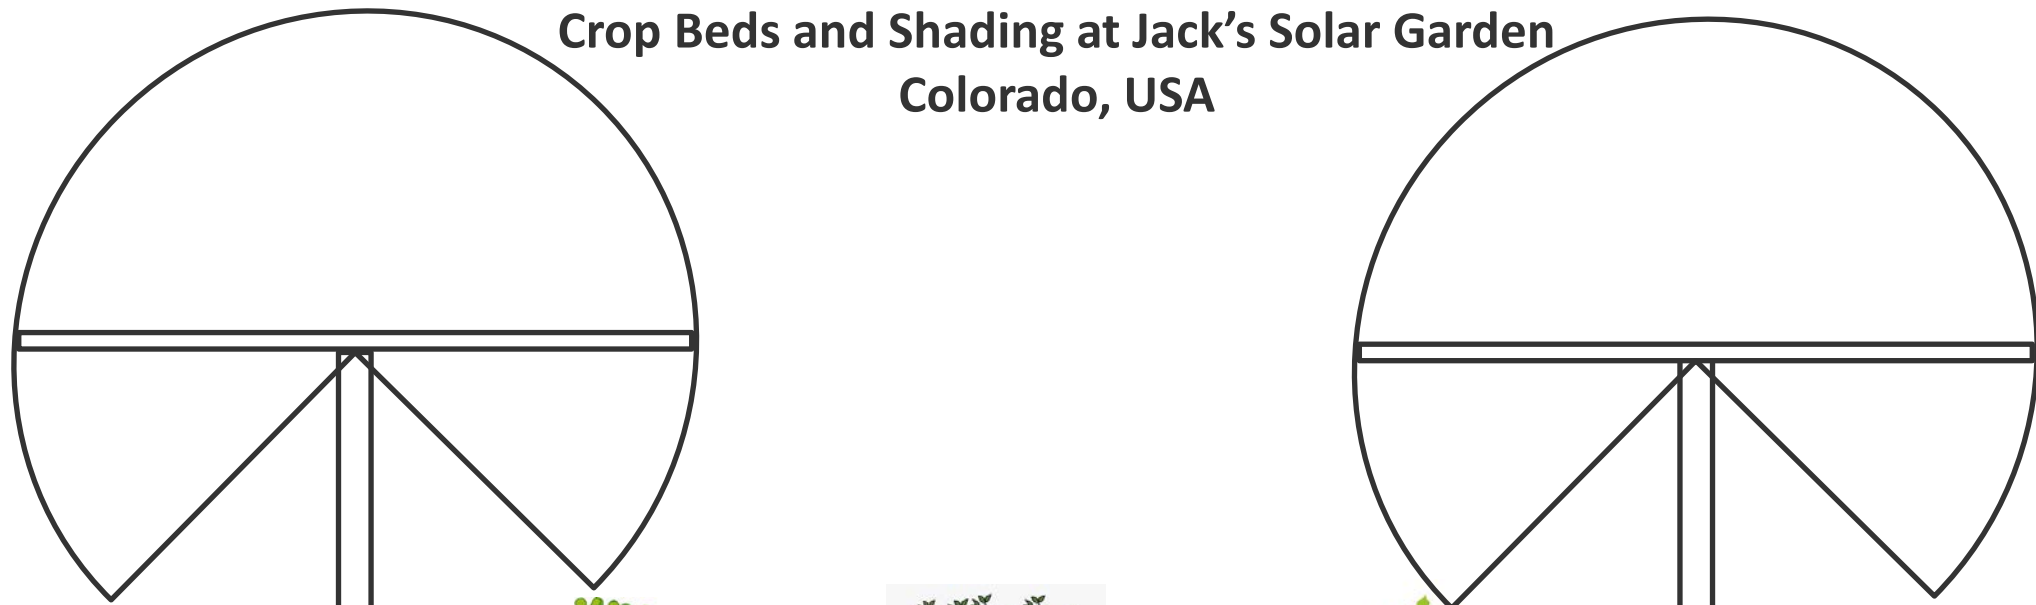 Crop Beds and Shading at Jack’s Solar Garden
Colorado, USA